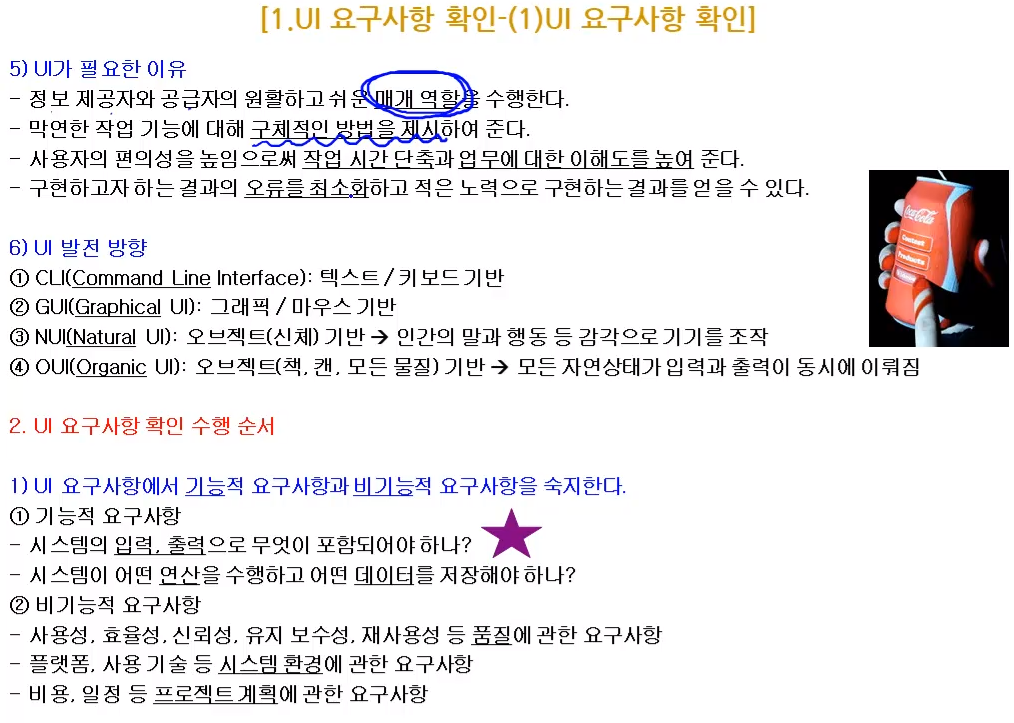 [1.UI 요구사항 확인-(1)UI 요구사항 확인]
5) UI가 필요한 이유
- 정보 제공자와 공급자의 원활하고 쉬운 매개 역할을 수행한다.
- 막연한 작업 기능에 대해 구체적인 방법을 제시하여 준다.
- 사용자의 편의성을 높임으로써 작업 시간 단축과 업무에 대한 이해도를 높여 준다.
- 구현하고자 하는 결과의 오류를 최소화하고 적은 노력으로 구현하는 결과를 얻을 수 있다.
6) UI 발전 방향
① CLI(Command Line Interface): 텍스트 / 키보드 기반
② GUI(Graphical UI): 그래픽 / 마우스 기반
③ NUI(Natural UI): 오브젝트(신체) 기반 → 인간의 말과 행동 등 감각으로 기기를 조작
④ OUI(Organic UI): 오브젝트(책, 캔, 모든 물질) 기반 → 모든 자연상태가 입력과 출력이 동시에 이뤄짐
Coca-Cola
Contact
Products
2. UI 요구사항 확인 수행 순서
1) UI 요구사항에서 기능적 요구사항과 비기능적 요구사항을 숙지한다.
① 기능적 요구사항
- 시스템의 입력, 출력으로 무엇이 포함되어야 하나?
- 시스템이 어떤 연산을 수행하고 어떤 데이터를 저장해야 하나?
② 비기능적 요구사항
- 사용성, 효율성, 신뢰성, 유지 보수성, 재사용성 등 품질에 관한 요구사항
- 플랫폼, 사용 기술 등 시스템 환경에 관한 요구사항
- 비용, 일정 등 프로젝트 계획에 관한 요구사항